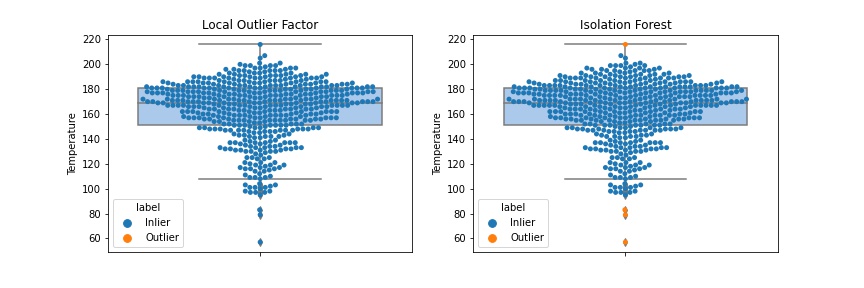 Local Outlier Factor
220
200
180
160
140
120
100
80
60
Temperature
label
Inlier
Outlier
Isolation Forest
220
200
180
160
140
120
100
80
60
Temperature
label
Inlier
Outlier